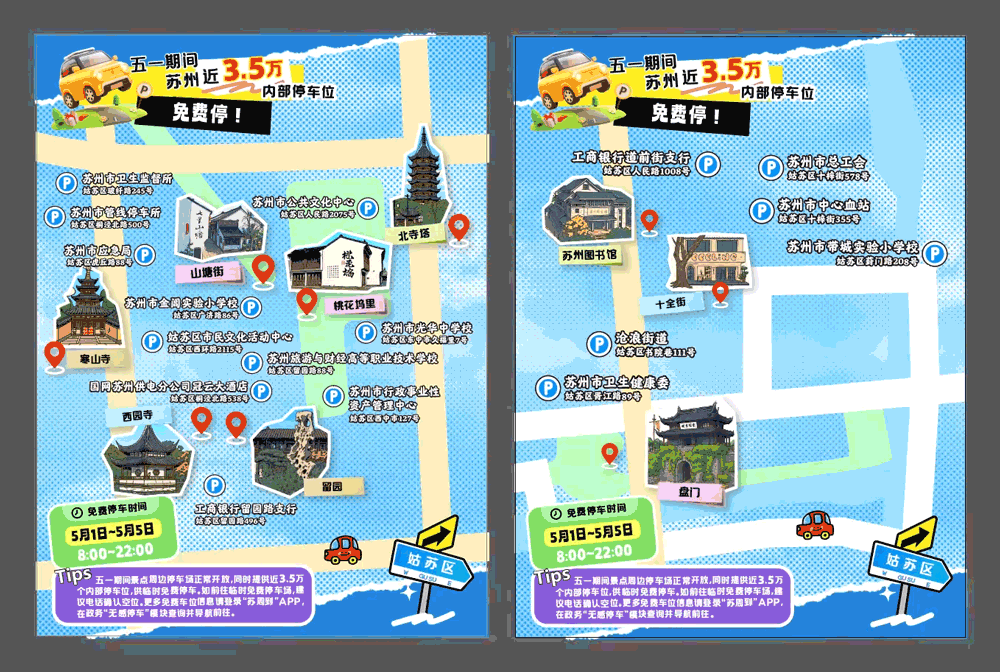 五一期间
苏州近3.5万
内部停车位
免费停！
苏州市卫生监督所
姑苏区破纤路245号
苏州市管线停车所
姑苏区桐泾北路500号
苏州市应急局
姑苏区虎丘路88号
苏州市公共文化中心
姑苏区人民路2075号
北寺塔
山塘街
桃花坞里
寒山寺
苏州市金阊实验小学校
姑苏区广济路86号
姑苏区市民文化活动中心
姑苏区西环路2115号
苏州市光华中学校
苏州旅游与财经高等职业技术学校
姑苏区留园路88号
国网苏州供电分公司冠云大酒店
姑苏区桐泾北路538号
苏州市行政事业性
资产管理中心
姑苏区西中市127号
西园寺
留园
工商银行留园路支行
姑苏区留园路496号
免费停车时间
5月1日~5月5日
8:00~22:00
姑苏区
GUSU
W
E
Tips
五一期间景点周边停车场正常开放,同时提供近3.5万
个内部停车位,供临时免费停车。如前往临时免费停车场,建
议电话确认空位。更多免费车位信息请登录“苏周到”APP,
在政务“无感停车”模块查询并导航前往。
五一期间
苏州近3.5万
内部停车位
免费停！
工商银行道前街支行
姑苏区人民路1008号
苏州市总工会
姑苏区十梓街578号
苏州市中心血站
姑苏区十梓街355号
苏州市带城实验小学校
姑苏区葑门路208号
苏州图书馆
十全街
沧浪街道
姑苏区书院巷111号
苏州市卫生健康委
姑苏区胥江路89号
盘门
免费停车时间
5月1日~5月5日
8:00~22:00
姑苏区
GUSU
W
E
Tips
五一期间景点周边停车场正常开放,同时提供近3.5万
个内部停车位,供临时免费停车。如前往临时免费停车场,建
议电话确认空位。更多免费车位信息请登录“苏周到”APP,
在政务“无感停车”模块查询并导航前往。